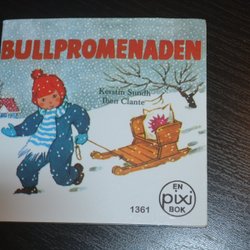 BULLPROMENADEN
Kerstin Sundh
Iben Clante
EN
pixi
BOK
1361